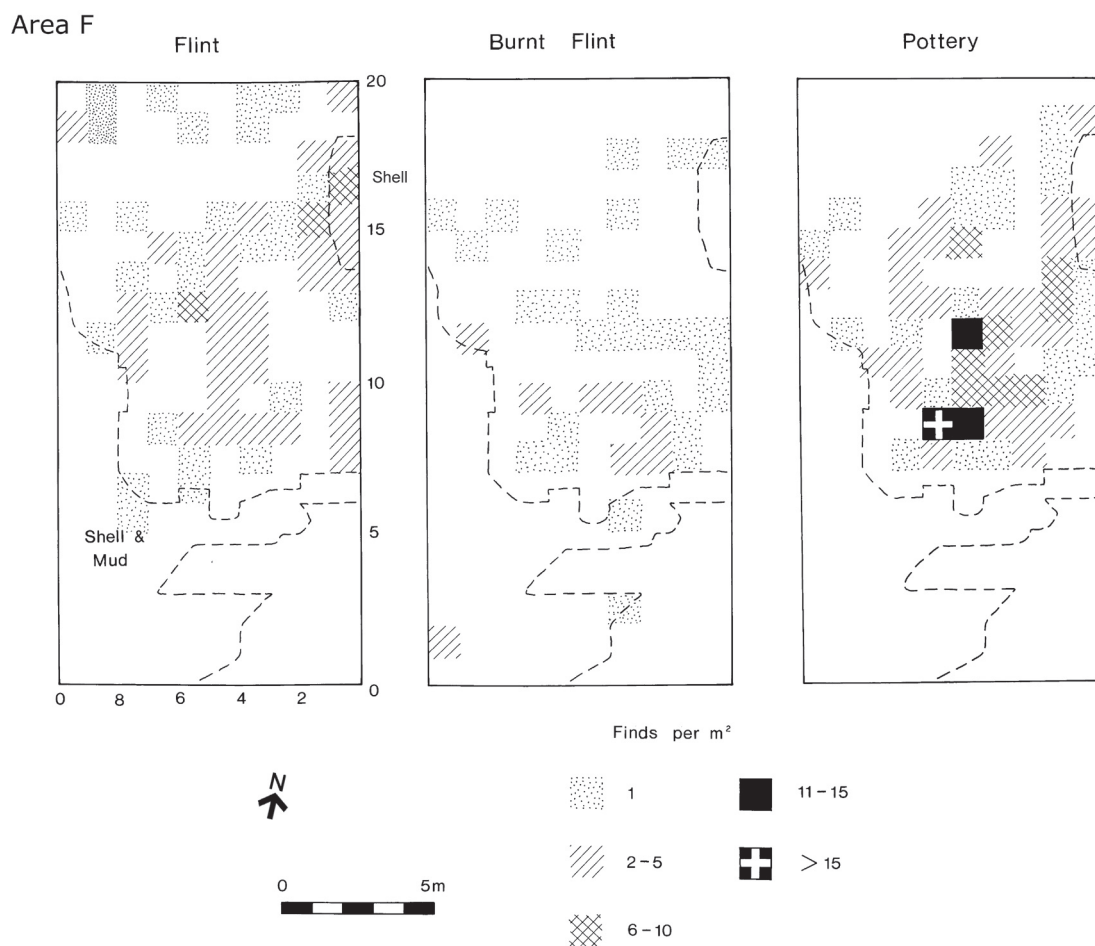 Area F
Flint
Burnt Flint
Pottery
20
Shell
15
10
5
Shell &
Mud
0
0 8 6 4 2
Finds per m²
N
1
11-15
2-5
>15
6-10
0 5m